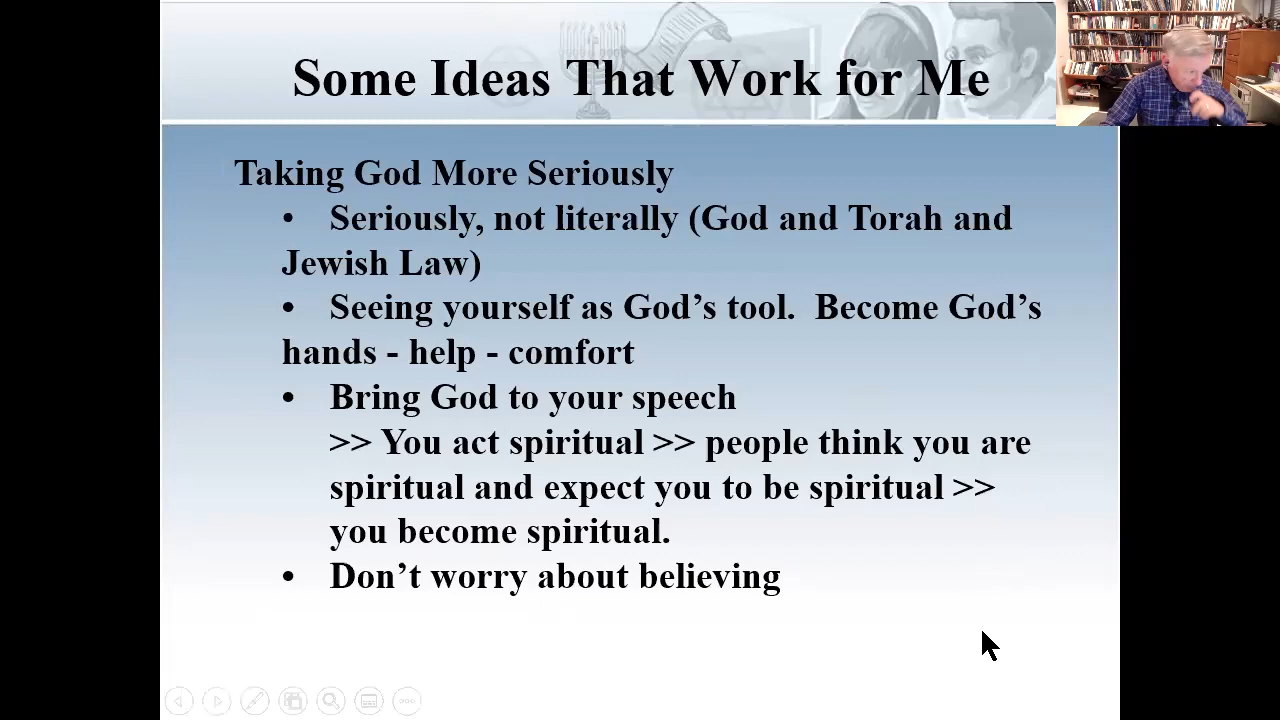 Some Ideas That Work for Me
Taking God More Seriously
• Seriously, not literally (God and Torah and
Jewish Law)
• Seeing yourself as God’s tool.  Become God’s
hands - help - comfort
• Bring God to your speech
>> You act spiritual >> people think you are
spiritual and expect you to be spiritual >>
you become spiritual.
• Don’t worry about believing